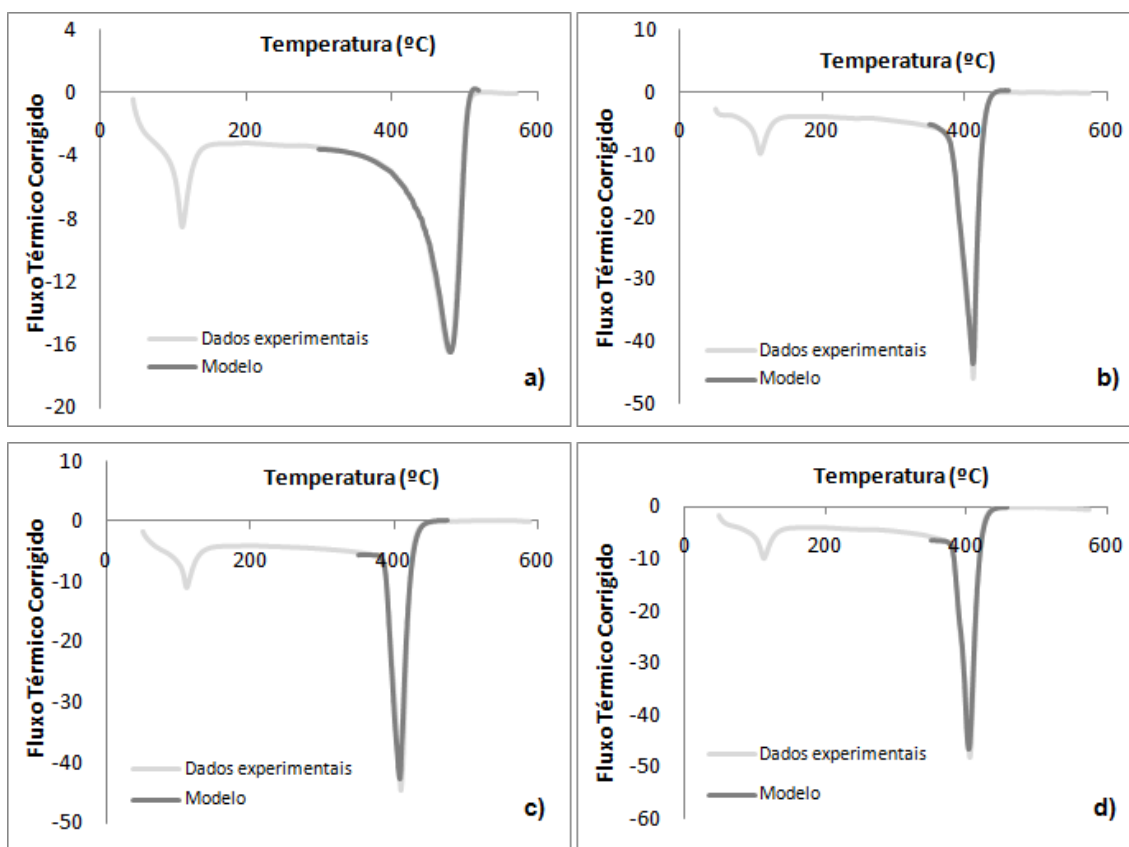 Temperatura (ºC)
Fluxo Térmico Corrigido
4
0
-4
-8
-12
-16
-20
0
200
400
600
Dados experimentais
Modelo
a)
Temperatura (ºC)
Fluxo Térmico Corrigido
10
0
-10
-20
-30
-40
-50
0
200
400
600
Dados experimentais
Modelo
b)
Temperatura (ºC)
Fluxo Térmico Corrigido
10
0
-10
-20
-30
-40
-50
0
200
400
600
Dados experimentais
Modelo
c)
Temperatura (ºC)
Fluxo Térmico Corrigido
0
-10
-20
-30
-40
-50
-60
0
200
400
600
Dados experimentais
Modelo
d)